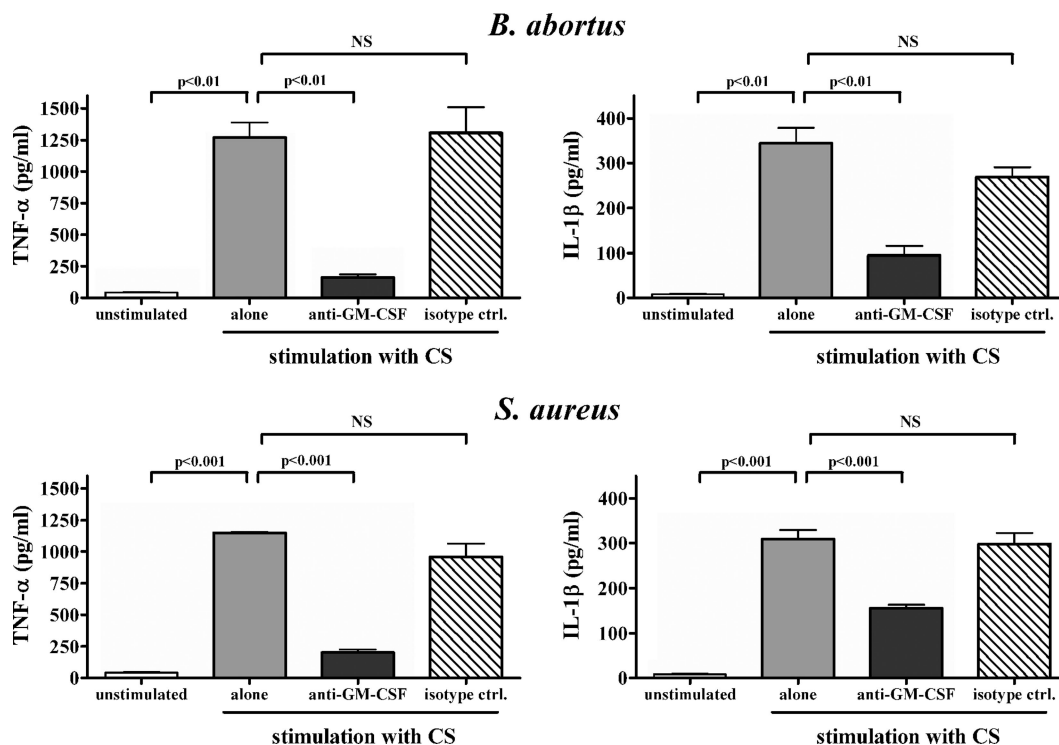 B. abortus
NS
p<0.01 p<0.01
TNF-α (pg/ml)
1500
1250
1000
750
500
250
0
unstimulated alone anti-GM-CSF isotype ctrl.
stimulation with CS
NS
p<0.01 p<0.01
IL-1β (pg/ml)
400
300
200
100
0
unstimulated alone anti-GM-CSF isotype ctrl.
stimulation with CS
S. aureus
NS
p<0.001 p<0.001
TNF-α (pg/ml)
1500
1250
1000
750
500
250
0
unstimulated alone anti-GM-CSF isotype ctrl.
stimulation with CS
NS
p<0.001 p<0.001
IL-1β (pg/ml)
400
300
200
100
0
unstimulated alone anti-GM-CSF isotype ctrl.
stimulation with CS